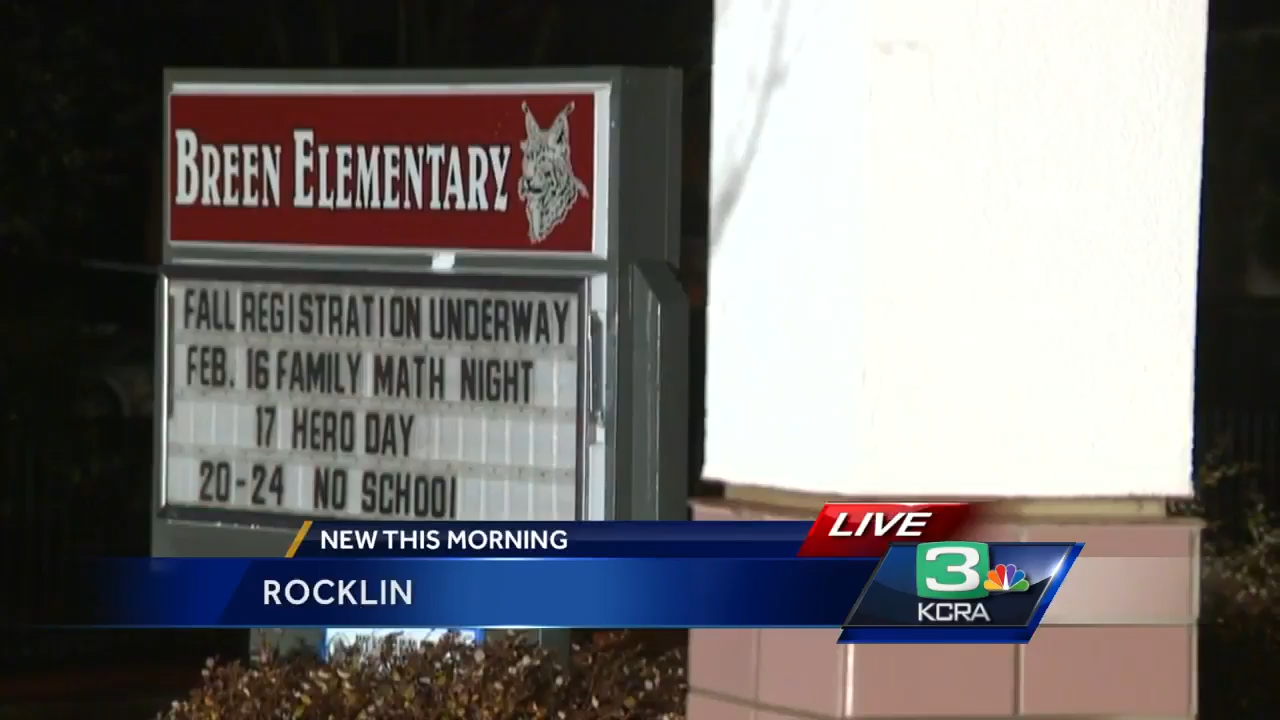 BREEN ELEMENTARY
FALL REGISTRATION UNDERWAY
FEB. 16 FAMILY MATH NIGHT
17 HERO DAY
20-24 NO SCHOOL
NEW THIS MORNING
LIVE
ROCKLIN
3
KCRA